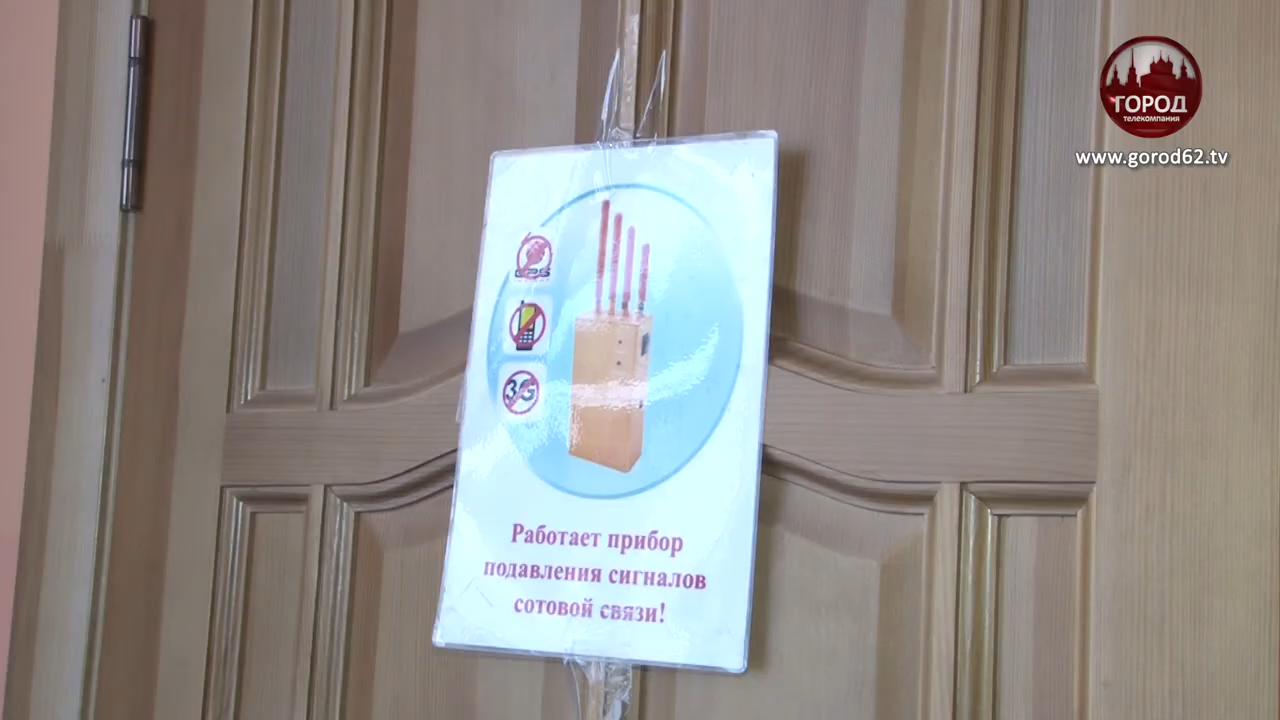 ГОРОД
телекомпания
www.gorod62.tv
GPS
3G
Работает прибор
подавления сигналов
сотовой связи!